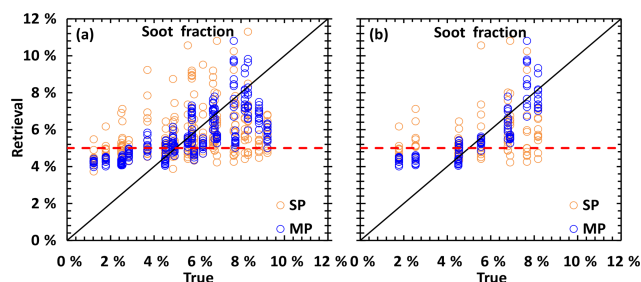 (a) Soot fraction
(b) Soot fraction
Retrieval
12 %
10 %
8 %
6 %
4 %
2 %
0 %
SP
MP
SP
MP
0 % 2 % 4 % 6 % 8 % 10 % 12 %
0 % 2 % 4 % 6 % 8 % 10 % 12 %
True
True